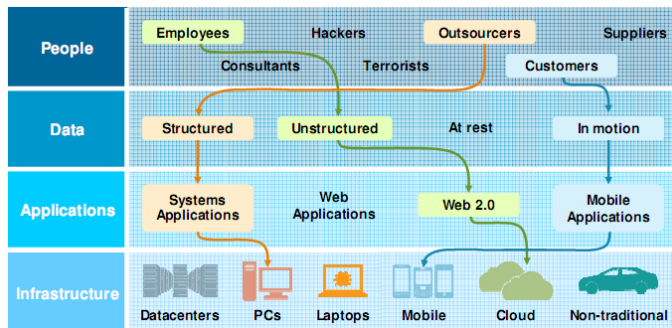 People
Employees Hackers Outsourcers Suppliers
Consultants Terrorists Customers
Data
Structured Unstructured At rest In motion
Applications
Systems Applications
Web Applications
Web 2.0
Mobile Applications
Infrastructure
Datacenters PCs Laptops Mobile Cloud Non-traditional